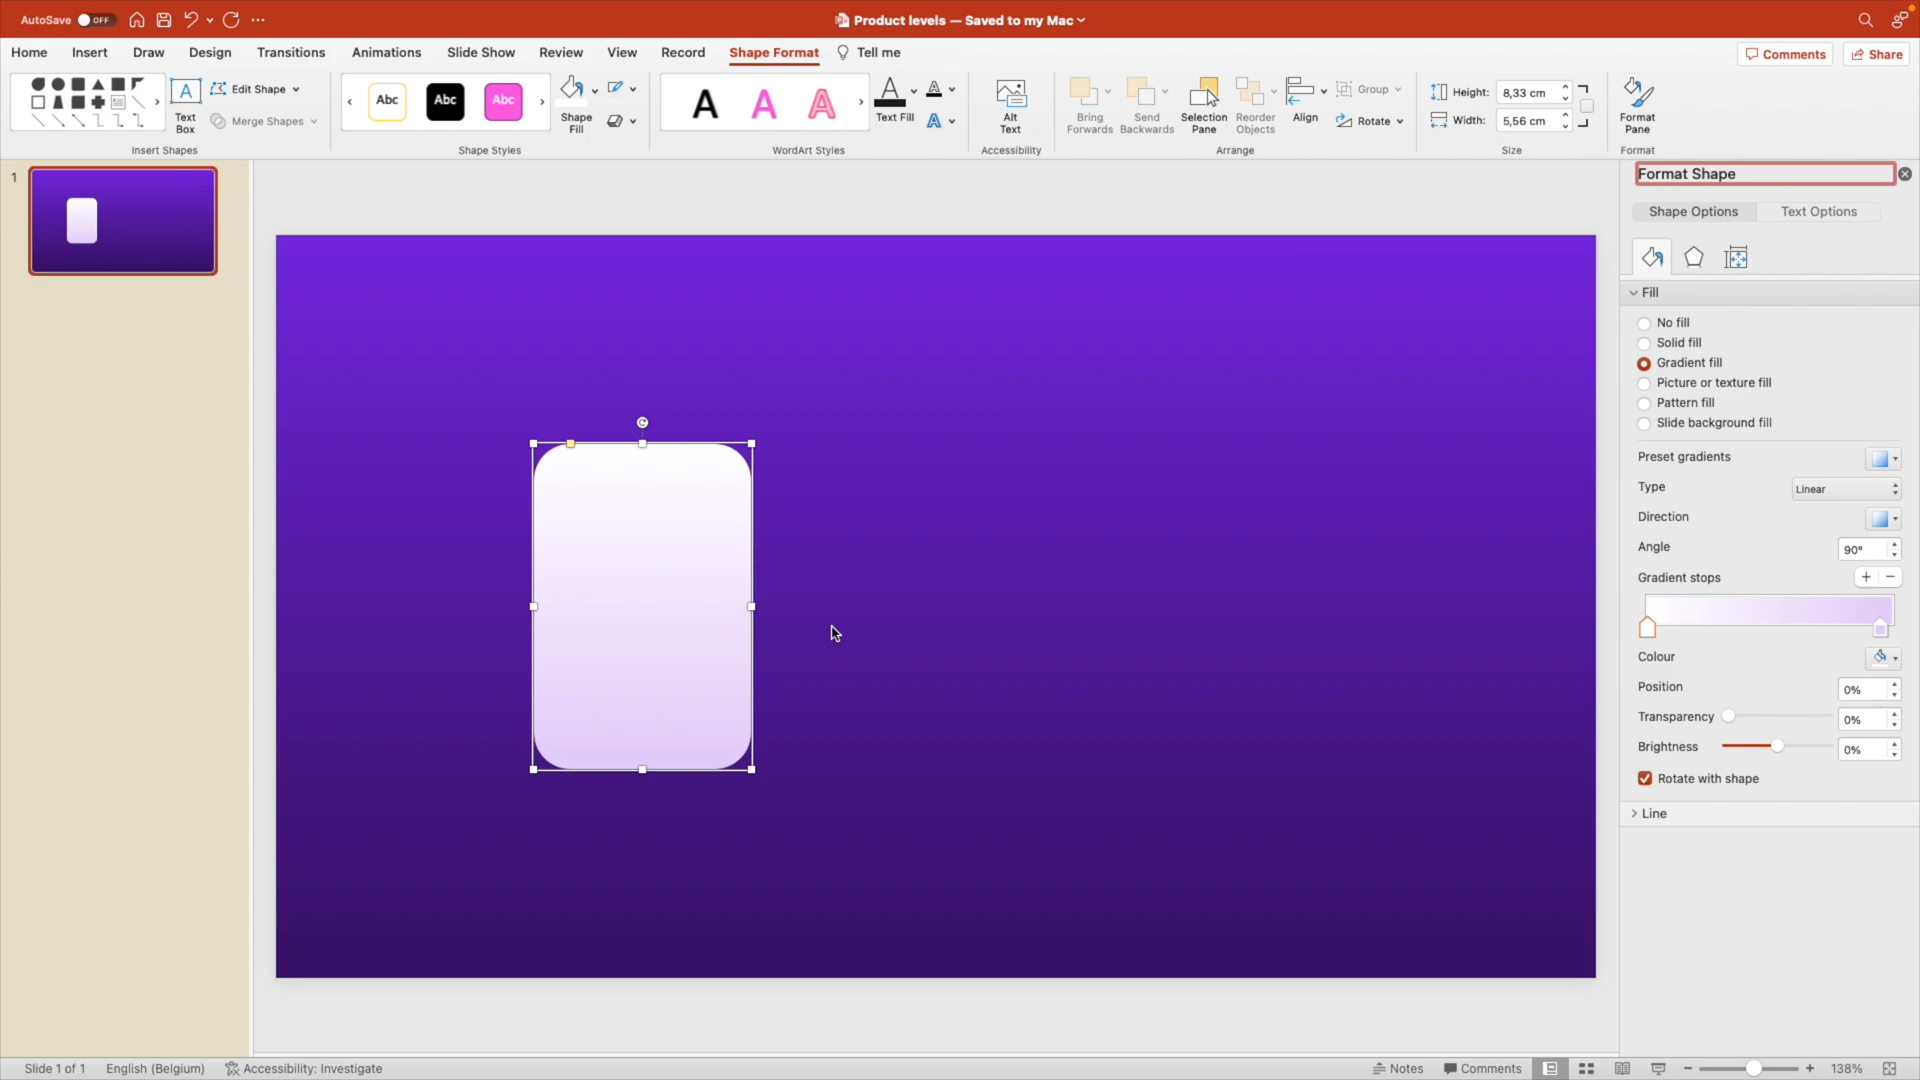 AutoSave OFF
Product levels — Saved to my Mac
Home Insert Draw Design Transitions Animations Slide Show Review View Record Shape Format Tell me
Comments Share
Text Box
Edit Shape
Merge Shapes
Insert Shapes
Abc Abc Abc
Shape Fill
Shape Styles
A A A
Text Fill
WordArt Styles
Alt Text
Accessibility
Bring Forwards
Send Backwards
Selection Pane
Reorder Objects
Align
Group
Rotate
Arrange
Height: 8,33 cm
Width: 5,56 cm
Size
Format Pane
Format
1
Format Shape
Shape Options Text Options
Fill
No fill
Solid fill
Gradient fill
Picture or texture fill
Pattern fill
Slide background fill
Preset gradients
Type Linear
Direction
Angle 90°
Gradient stops
Colour
Position 0%
Transparency 0%
Brightness 0%
Rotate with shape
Line
Slide 1 of 1 English (Belgium) Accessibility: Investigate
Notes Comments 138%